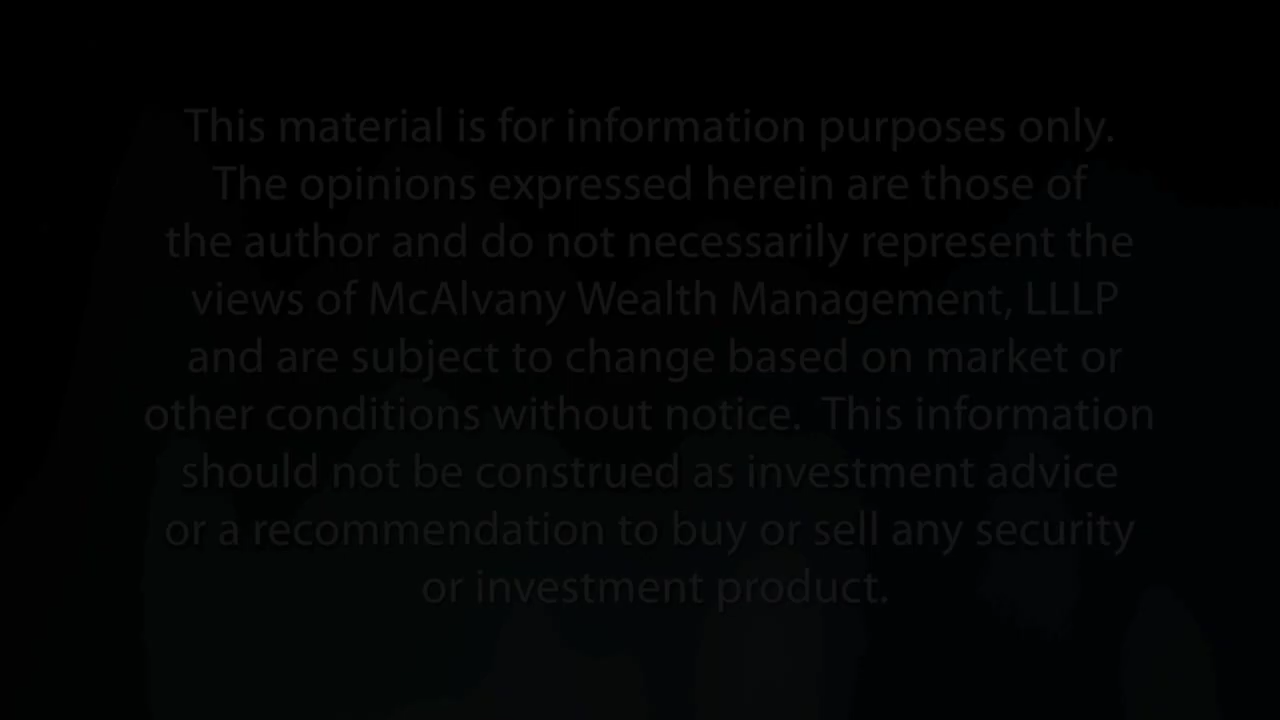 This material is for information purposes only.
The opinions expressed herein are those of
the author and do not necessarily represent the
views of McAlvany Wealth Management, LLLP
and are subject to change based on market or
other conditions without notice.  This information
should not be construed as investment advice
or a recommendation to buy or sell any security
or investment product.